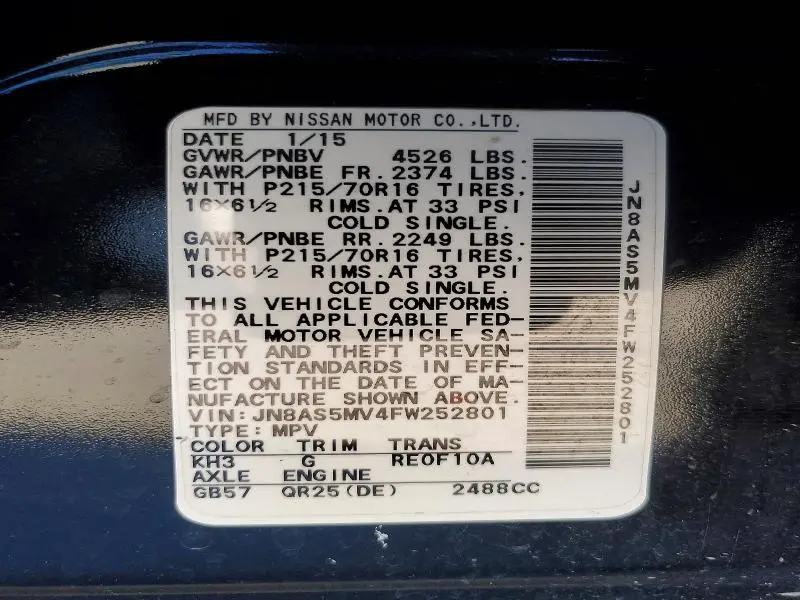 MFD BY NISSAN MOTOR CO.,LTD.
DATE 1/15
GVWR/PNBV 4526 LBS.
GAWR/PNBE FR.2374 LBS.
WITH P215/70R16 TIRES,
16×6½ RIMS.AT 33 PSI
COLD SINGLE.
GAWR/PNBE RR.2249 LBS.
WITH P215/70R16 TIRES,
16×6½ RIMS.AT 33 PSI
COLD SINGLE.
THIS VEHICLE CONFORMS
TO ALL APPLICABLE FED-
ERAL MOTOR VEHICLE SA-
FETY AND THEFT PREVEN-
TION STANDARDS IN EFF-
ECT ON THE DATE OF MA-
NUFACTURE SHOWN ABOVE.
VIN:JN8AS5MV4FW252801
TYPE:MPV
COLOR TRIM TRANS
KH3 G RE0F10A
AXLE ENGINE
GB57 QR25(DE) 2488CC
JN8AS5MV4FW252801